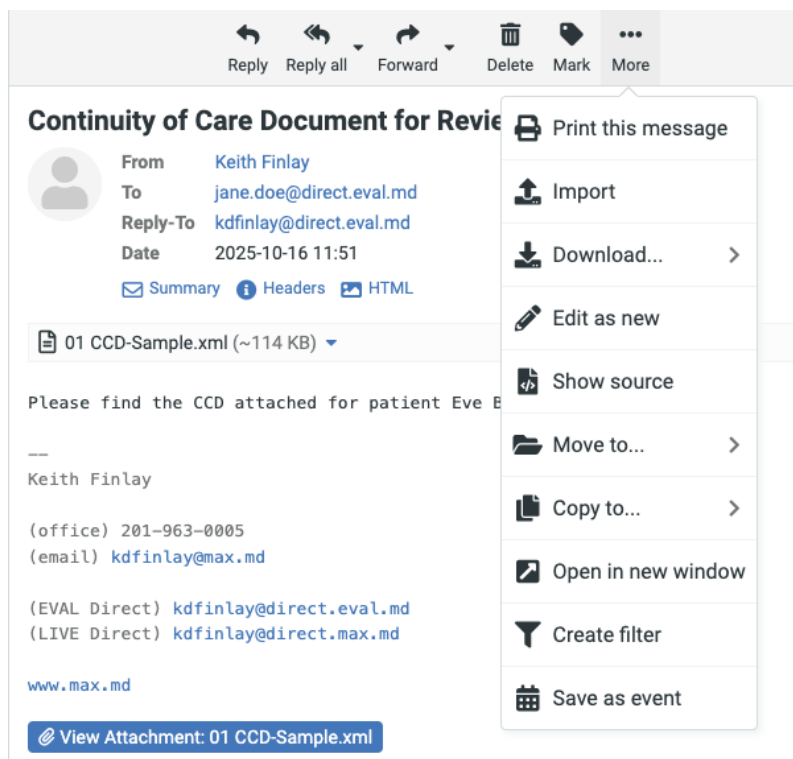 Reply Reply all Forward Delete Mark More
Continuity of Care Document for Revie
From Keith Finlay
To jane.doe@direct.eval.md
Reply-To kdfinlay@direct.eval.md
Date 2025-10-16 11:51
Summary Headers HTML
01 CCD-Sample.xml (~114 KB)
Please find the CCD attached for patient Eve B
--
Keith Finlay
(office) 201-963-0005
(email) kdfinlay@max.md
(EVAL Direct) kdfinlay@direct.eval.md
(LIVE Direct) kdfinlay@direct.max.md
www.max.md
View Attachment: 01 CCD-Sample.xml
Print this message
Import
Download...
Edit as new
Show source
Move to...
Copy to...
Open in new window
Create filter
Save as event